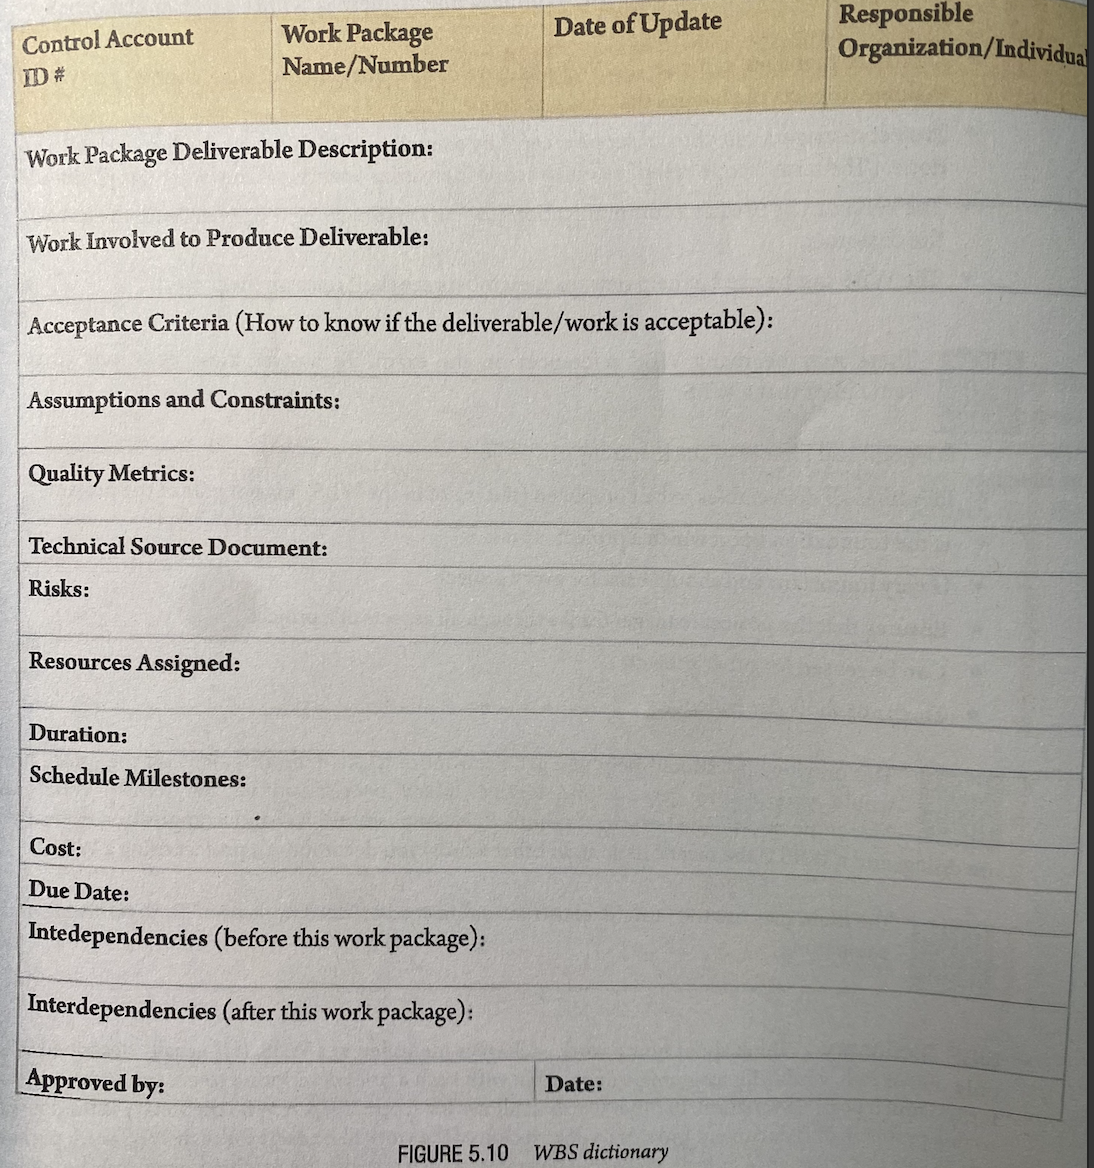 Control Account
ID #
Work Package
Name/Number
Date of Update
Responsible
Organization/Individual
Work Package Deliverable Description:
Work Involved to Produce Deliverable:
Acceptance Criteria (How to know if the deliverable/work is acceptable):
Assumptions and Constraints:
Quality Metrics:
Technical Source Document:
Risks:
Resources Assigned:
Duration:
Schedule Milestones:
Cost:
Due Date:
Intedependencies (before this work package):
Interdependencies (after this work package):
Approved by:
Date:
FIGURE 5.10 WBS dictionary